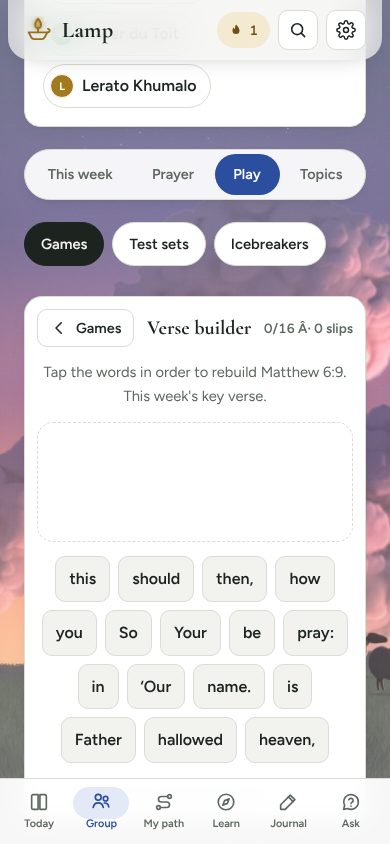 Lamp
1
L Lerato Khumalo
This week Prayer Play Topics
Games Test sets Icebreakers
Games Verse builder 0/16 Â· 0 slips
Tap the words in order to rebuild Matthew 6:9.
This week's key verse.
this should then, how
you So Your be pray:
in ‘Our name. is
Father hallowed heaven,
Today Group My path Learn Journal Ask